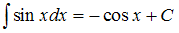 ∫ sin xdx = − cos x + C